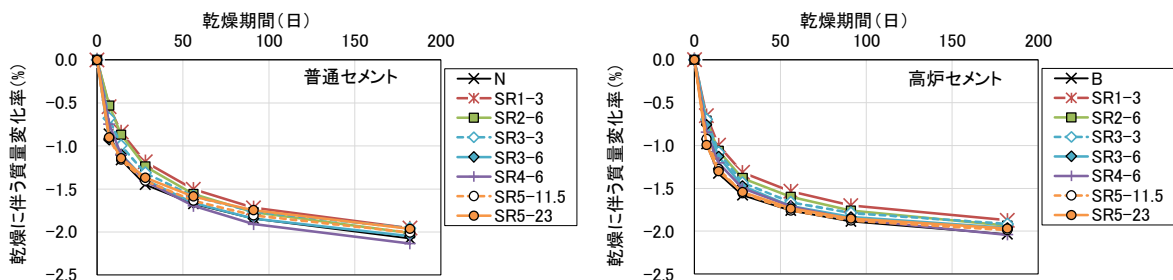 乾燥期間(日)
0 50 100 150 200
0.0
-0.5
-1.0
-1.5
-2.0
-2.5
乾燥に伴う質量変化率(%)
普通セメント
N
SR1-3
SR2-6
SR3-3
SR3-6
SR4-6
SR5-11.5
SR5-23
乾燥期間(日)
0 50 100 150 200
0.0
-0.5
-1.0
-1.5
-2.0
-2.5
乾燥に伴う質量変化率(%)
高炉セメント
B
SR1-3
SR2-6
SR3-3
SR3-6
SR4-6
SR5-11.5
SR5-23